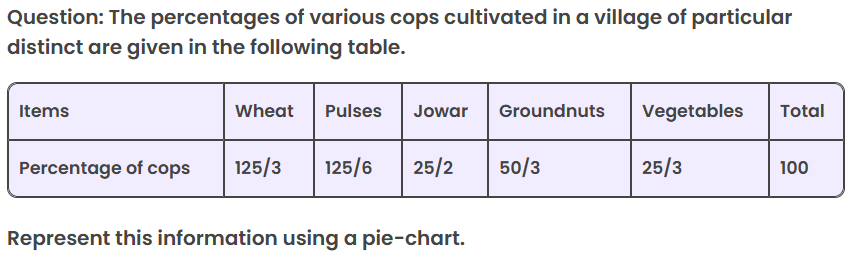 Question: The percentages of various cops cultivated in a village of particular
distinct are given in the following table.
Items Wheat Pulses Jowar Groundnuts Vegetables Total
Percentage of cops 125/3 125/6 25/2 50/3 25/3 100
Represent this information using a pie-chart.